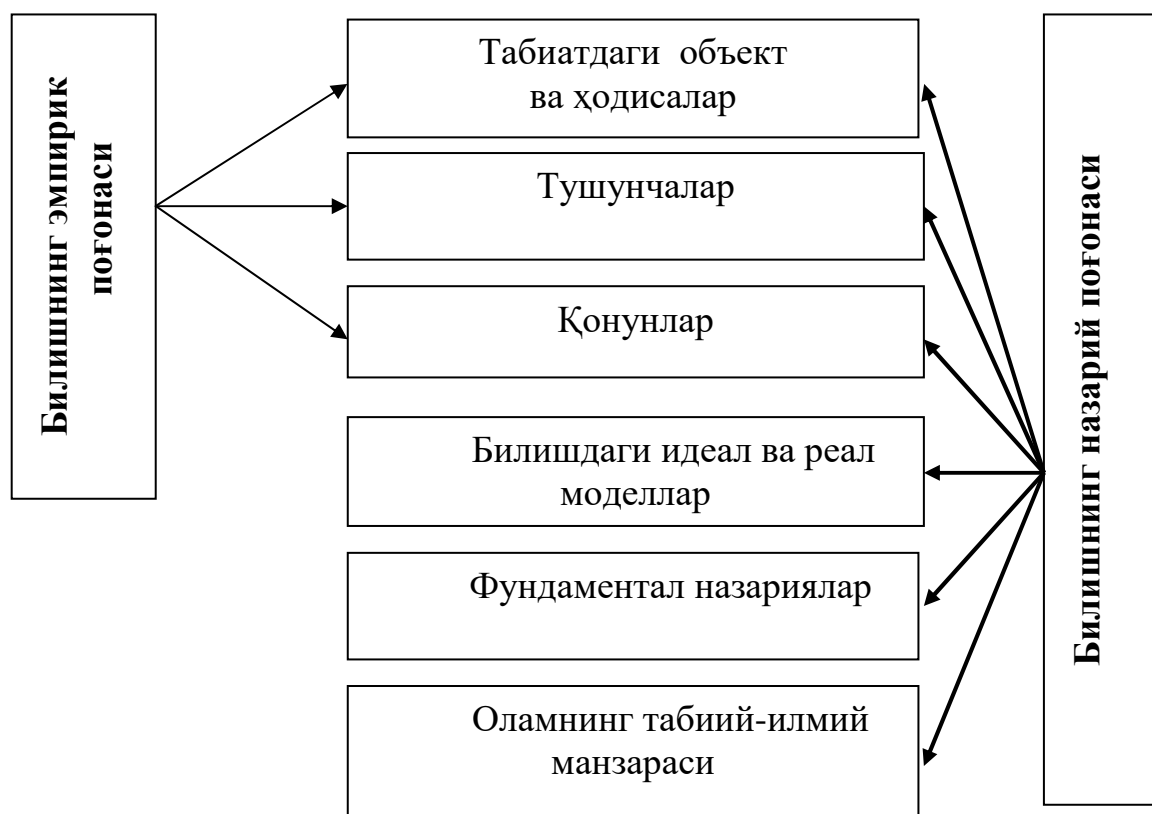 Билишнинг эмпирик
поғонаси
Табиатдаги объект
ва ҳодисалар
Тушунчалар
Қонунлар
Билишдаги идеал ва реал
моделлар
Фундаментал назариялар
Оламнинг табиий-илмий
манзараси
Билишнинг назарий поғонаси